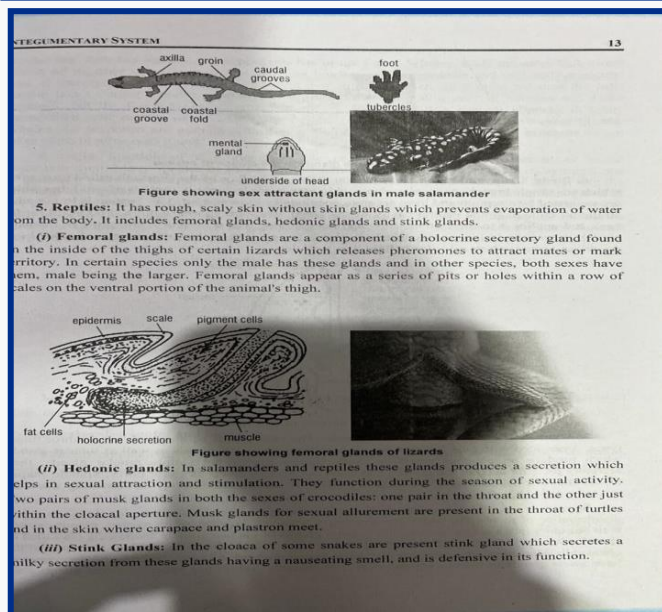 NTEGUMENTARY SYSTEM 13
axilla groin
caudal
grooves
foot
coastal coastal
groove fold
tubercles
mental
gland
underside of head
Figure showing sex attractant glands in male salamander
5. Reptiles: It has rough, scaly skin without skin glands which prevents evaporation of water
om the body. It includes femoral glands, hedonic glands and stink glands.
(i) Femoral glands: Femoral glands are a component of a holocrine secretory gland found
n the inside of the thighs of certain lizards which releases pheromones to attract mates or mark
rritory. In certain species only the male has these glands and in other species, both sexes have
em, male being the larger. Femoral glands appear as a series of pits or holes within a row of
cales on the ventral portion of the animal's thigh.
epidermis scale pigment cells
fat cells
holocrine secretion
muscle
Figure showing femoral glands of lizards
(ii) Hedonic glands: In salamanders and reptiles these glands produces a secretion which
elps in sexual attraction and stimulation. They function during the season of sexual activity.
wo pairs of musk glands in both the sexes of crocodiles: one pair in the throat and the other just
ithin the cloacal aperture. Musk glands for sexual allurement are present in the throat of turtles
nd in the skin where carapace and plastron meet.
(iii) Stink Glands: In the cloaca of some snakes are present stink gland which secretes a
nilky secretion from these glands having a nauseating smell, and is defensive in its function.